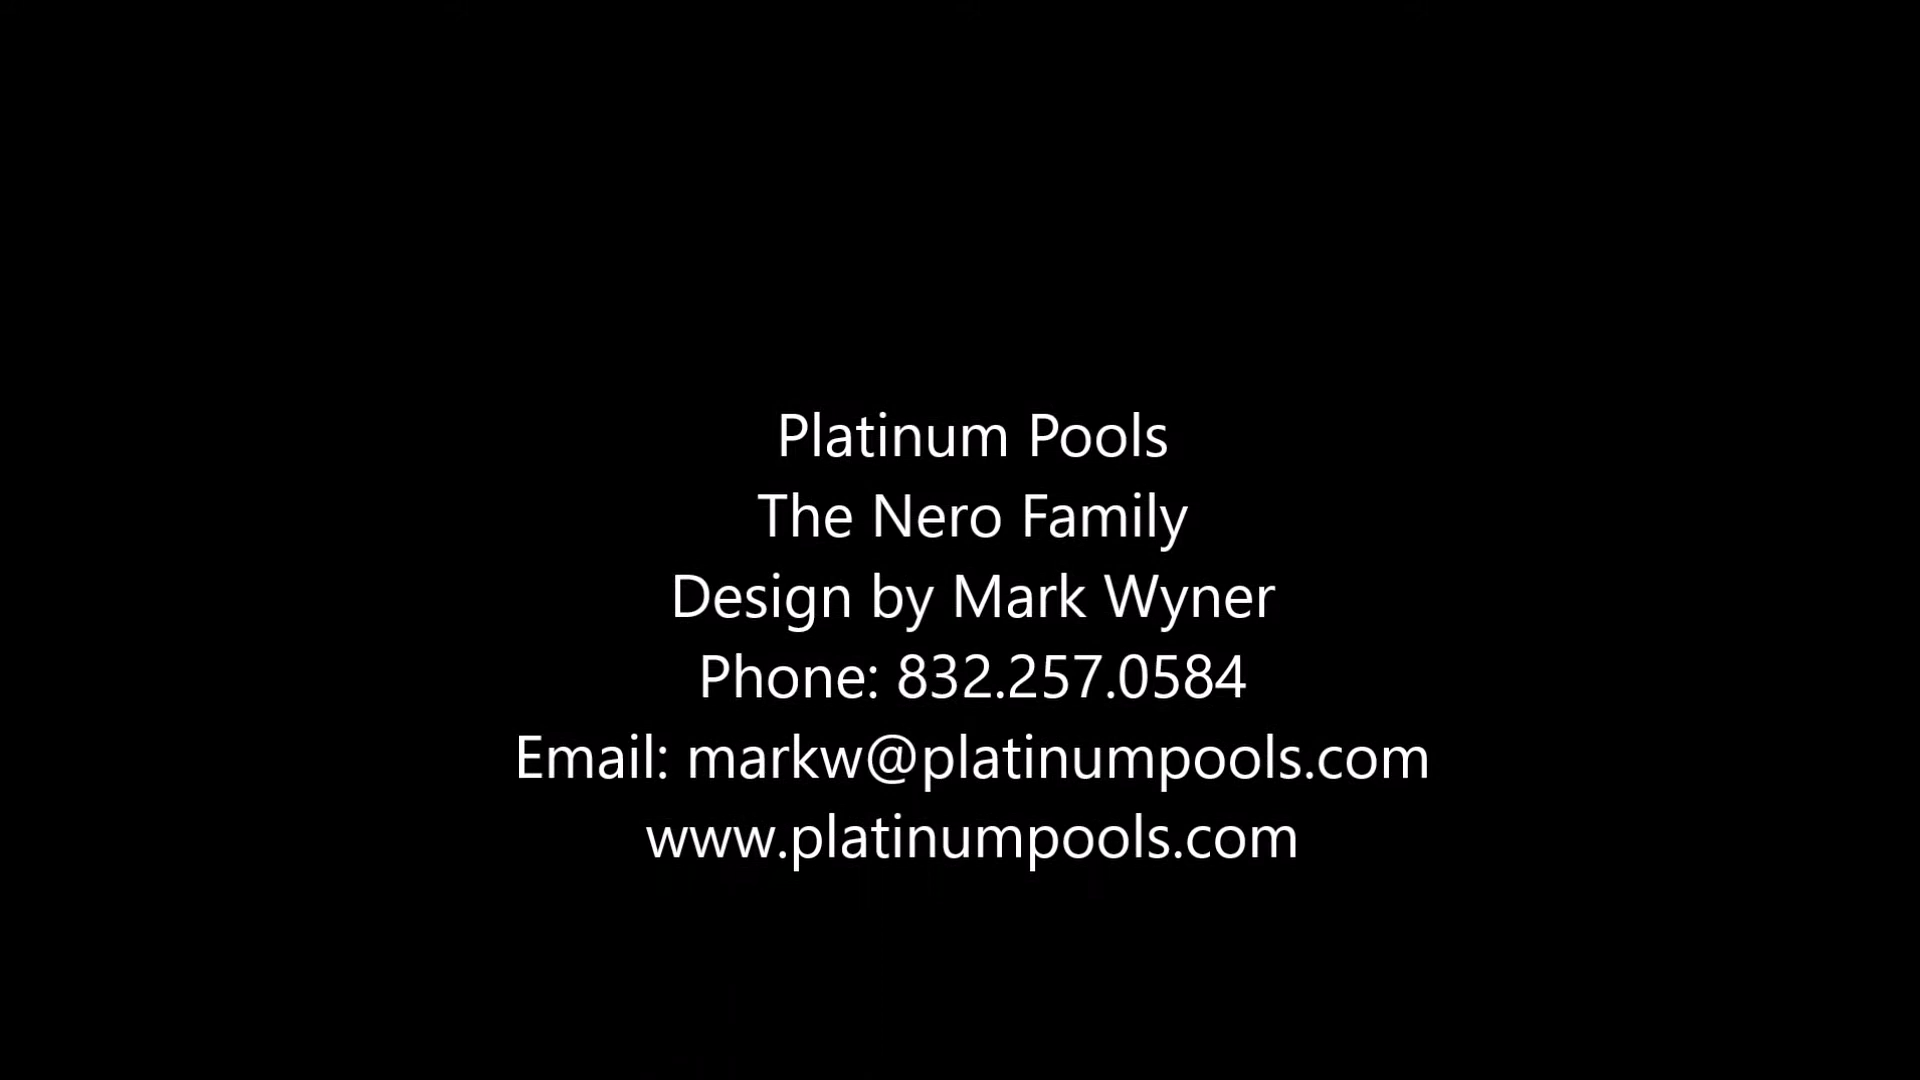 Platinum Pools
The Nero Family
Design by Mark Wyner
Phone: 832.257.0584
Email: markw@platinumpools.com
www.platinumpools.com